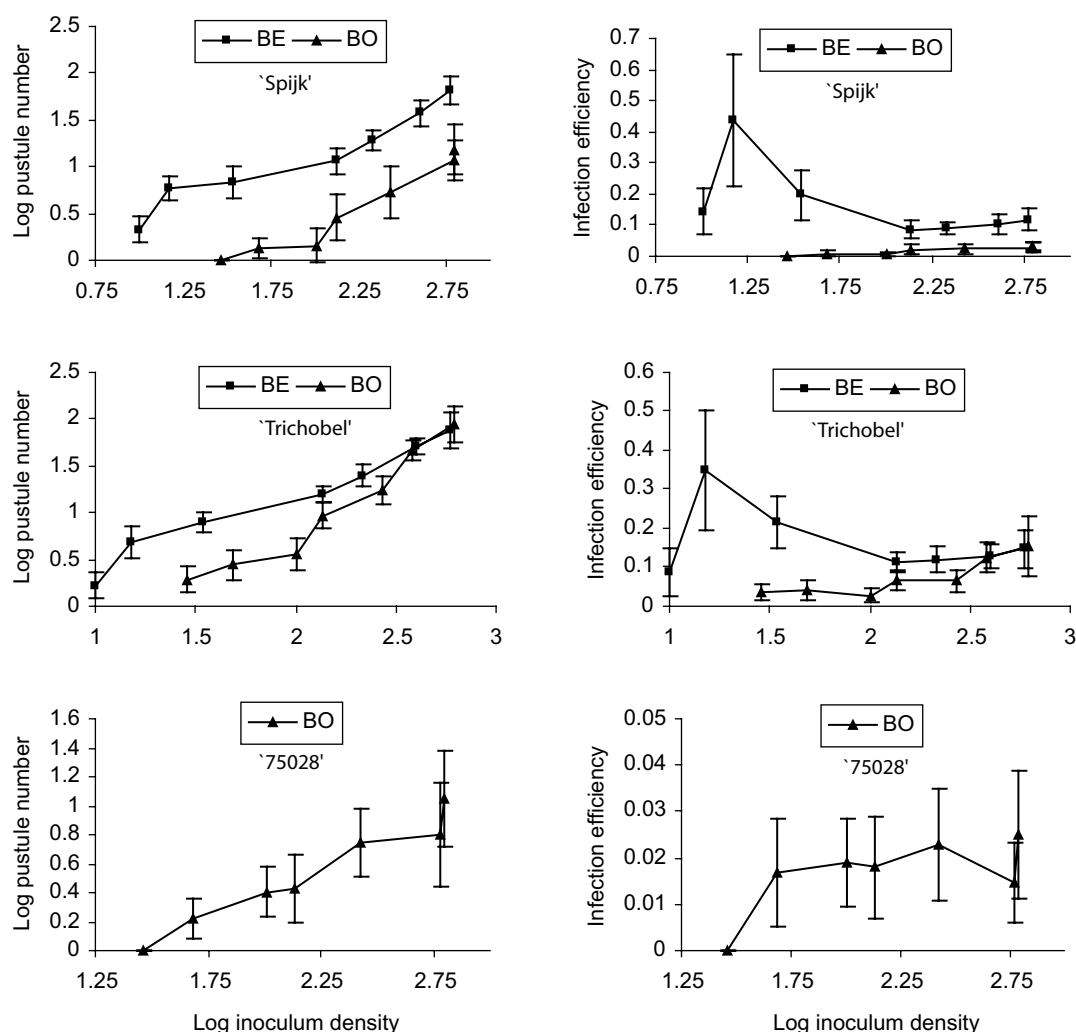 Log pustule number
2.5
2
1.5
1
0.5
0
BE BO
`Spijk'
0.75 1.25 1.75 2.25 2.75
Infection efficiency
0.7
0.6
0.5
0.4
0.3
0.2
0.1
0
BE BO
`Spijk'
0.75 1.25 1.75 2.25 2.75
Log pustule number
2.5
2
1.5
1
0.5
0
BE BO
`Trichobel'
1 1.5 2 2.5 3
Infection efficiency
0.6
0.5
0.4
0.3
0.2
0.1
0
BE BO
`Trichobel'
1 1.5 2 2.5 3
Log pustule number
1.6
1.4
1.2
1
0.8
0.6
0.4
0.2
0
BO
`75028'
1.25 1.75 2.25 2.75
Log inoculum density
Infection efficiency
0.05
0.04
0.03
0.02
0.01
0
BO
`75028'
1.25 1.75 2.25 2.75
Log inoculum density